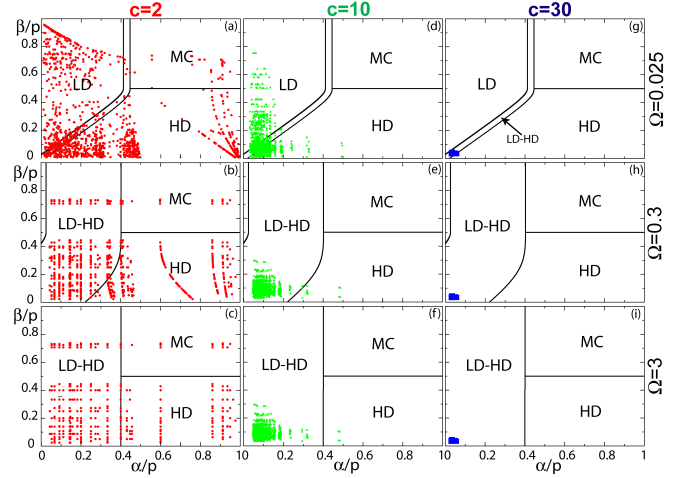 c=2 c=10 c=30
β/p (a) (d) (g)
0.8 MC MC MC
0.6 LD LD LD
0.4 HD HD HD
0.2 LD-HD
0
Ω=0.025
β/p (b) (e) (h)
0.8 MC MC MC
0.6 LD-HD LD-HD LD-HD
0.4 HD HD HD
0.2
0
Ω=0.3
β/p (c) (f) (i)
0.8 MC MC MC
0.6 LD-HD LD-HD LD-HD
0.4 HD HD HD
0.2
0
Ω=3
0 0.2 0.4 0.6 0.8 10 0.2 0.4 0.6 0.8 10 0.2 0.4 0.6 0.8 1
α/p α/p α/p